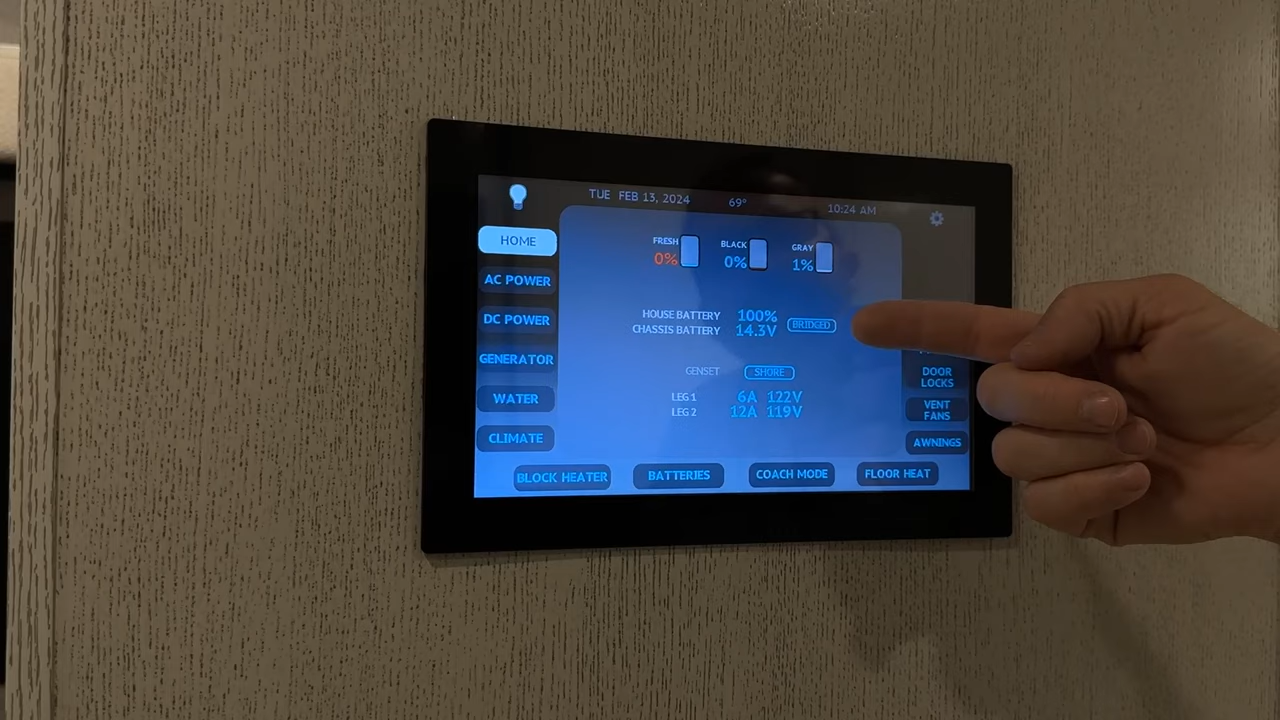 TUE FEB 13, 2024 69° 10:24 AM
HOME
AC POWER
DC POWER
GENERATOR
WATER
CLIMATE
FRESH 0%
BLACK 0%
GRAY 1%
HOUSE BATTERY 100%
CHASSIS BATTERY 14.3V
BRIDGED
GENSET SHORE
LEG 1 6A 122V
LEG 2 12A 119V
DOOR
LOCKS
VENT
FANS
AWNINGS
BLOCK HEATER BATTERIES COACH MODE FLOOR HEAT